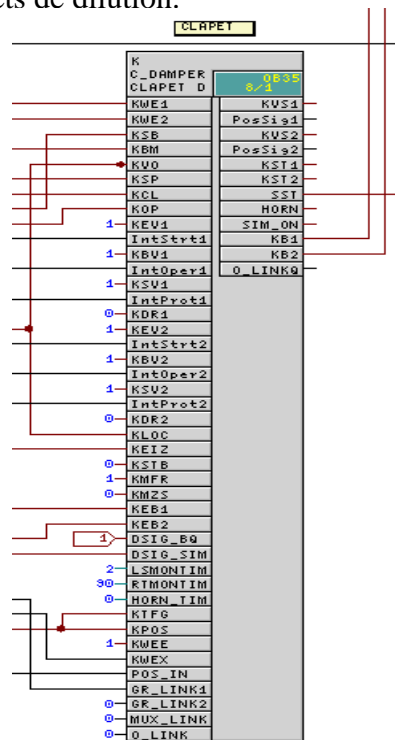 ets de dilution.
CLAPET
K
C_DAMPER
CLAPET D
OB35
8/1
KWE1 KVS1
KWE2 PosSig1
KSB KVS2
KBM PosSig2
KVO KST1
KSP KST2
KCL SST
KOP HORN
1 KEV1 SIM_ON
IntStrt1 KB1
1 KBV1 KB2
IntOper1 O_LINKQ
1 KSV1
IntProt1
0 KDR1
1 KEV2
IntStrt2
1 KBV2
IntOper2
1 KSV2
IntProt2
0 KDR2
KLOC
KEIZ
0 KSTB
1 KMFR
0 KMZS
KEB1
KEB2
1 DSIG_BQ
DSIG_SIM
2 LSMONTIM
90 RTMONTIM
0 HORN_TIM
KTFG
KPOS
1 KWEE
KWEX
POS_IN
GR_LINK1
0 GR_LINK2
0 MUX_LINK
0 O_LINK